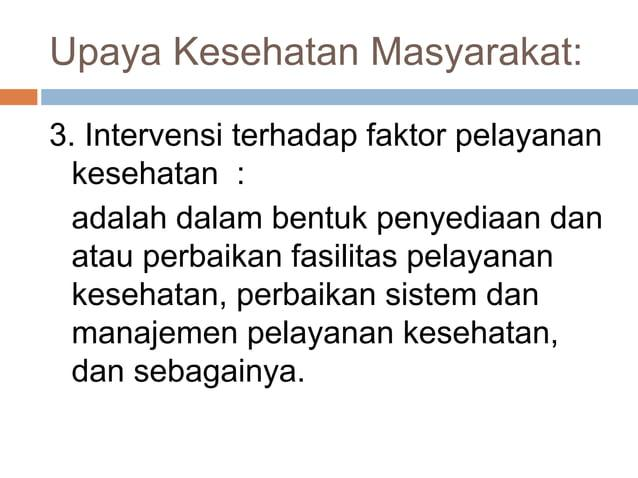 Upaya Kesehatan Masyarakat:
3. Intervensi terhadap faktor pelayanan
kesehatan :
adalah dalam bentuk penyediaan dan
atau perbaikan fasilitas pelayanan
kesehatan, perbaikan sistem dan
manajemen pelayanan kesehatan,
dan sebagainya.